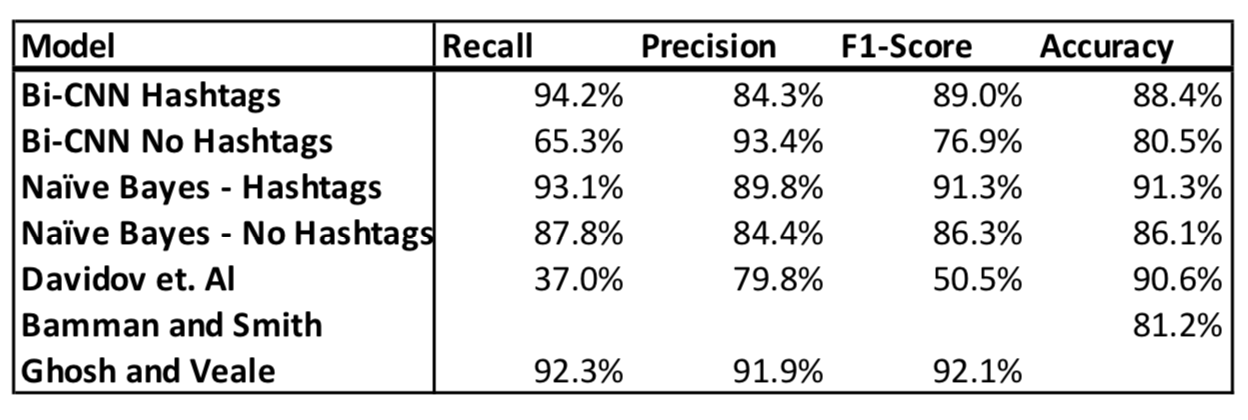 Model Recall Precision F1-Score Accuracy
Bi-CNN Hashtags 94.2% 84.3% 89.0% 88.4%
Bi-CNN No Hashtags 65.3% 93.4% 76.9% 80.5%
Naïve Bayes - Hashtags 93.1% 89.8% 91.3% 91.3%
Naïve Bayes - No Hashtags 87.8% 84.4% 86.3% 86.1%
Davidov et. Al 37.0% 79.8% 50.5% 90.6%
Bamman and Smith 81.2%
Ghosh and Veale 92.3% 91.9% 92.1%